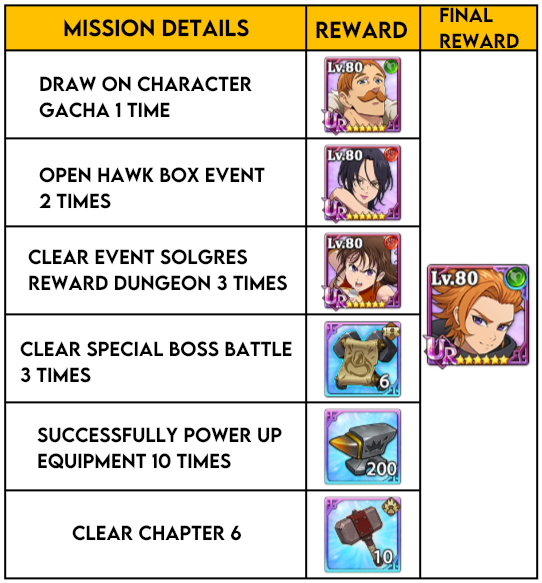 MISSION DETAILS
REWARD
FINAL
REWARD
DRAW ON CHARACTER
GACHA 1 TIME
Lv.80
UR
OPEN HAWK BOX EVENT
2 TIMES
Lv.80
UR
CLEAR EVENT SOLGRES
REWARD DUNGEON 3 TIMES
Lv.80
UR
Lv.80
UR
CLEAR SPECIAL BOSS BATTLE
3 TIMES
6
SUCCESSFULLY POWER UP
EQUIPMENT 10 TIMES
200
CLEAR CHAPTER 6
10